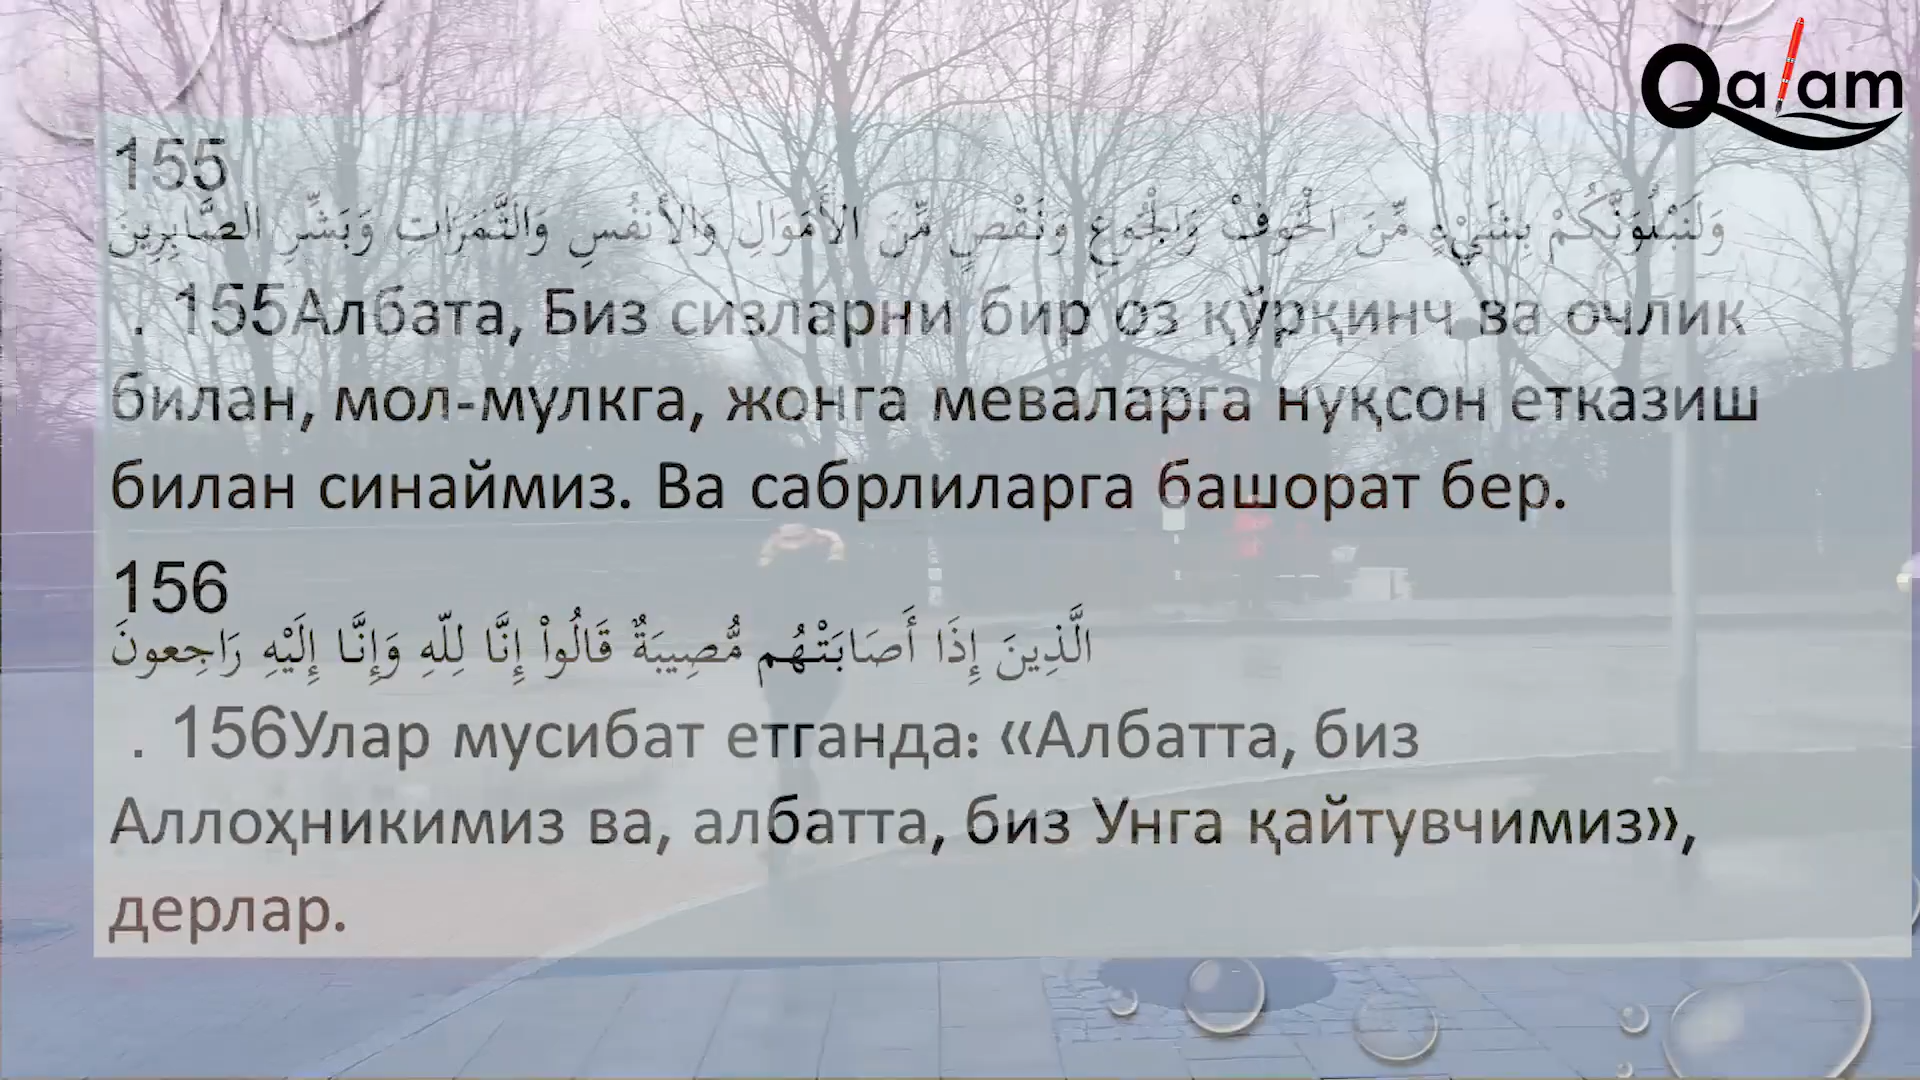 Qalam
155
وَلَنَبْلُوَنَّكُمْ بِشَيْءٍ مِّنَ الْخَوفْ وَالْجُوعِ وَنَقْصٍ مِّنَ الأَمَوَالِ وَالأنفُسِ وَالثَّمَرَاتِ وَبَشِّرِ الصَّابِرِينَ
. 155Албата, Биз сизларни бир оз қўрқинч ва очлик
билан, мол-мулкга, жонга меваларга нуқсон етказиш
билан синаймиз. Ва сабрлиларга башорат бер.
156
الَّذِينَ إِذَا أَصَابَتْهُم مُّصِيبَةٌ قَالُواْ إِنَّا لِلّهِ وَإِنَّا إِلَيْهِ رَاجِعونَ
. 156Улар мусибат етганда: «Албатта, биз
Аллоҳникимиз ва, албатта, биз Унга қайтувчимиз»,
дерлар.